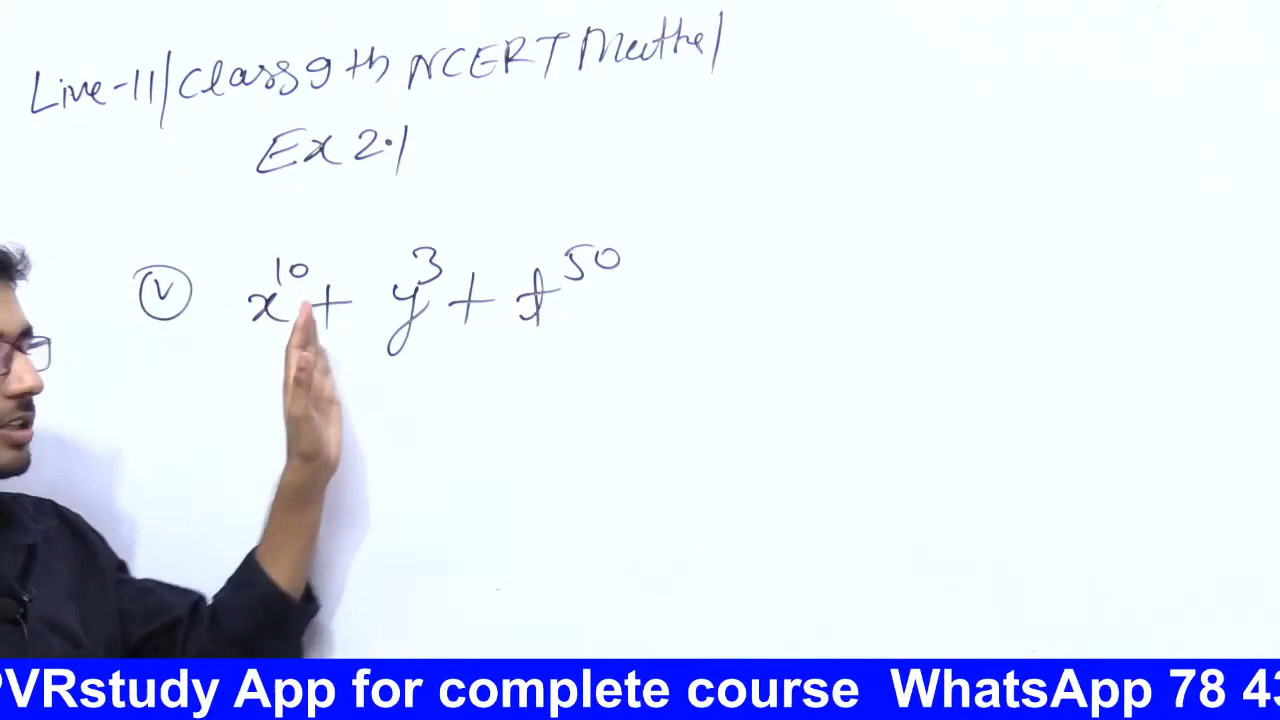 Live-11/Class 9th NCERT Maths/
Ex 2.1
(v) x^10 + y^3 + t^50
PVRstudy App for complete course WhatsApp 78 43